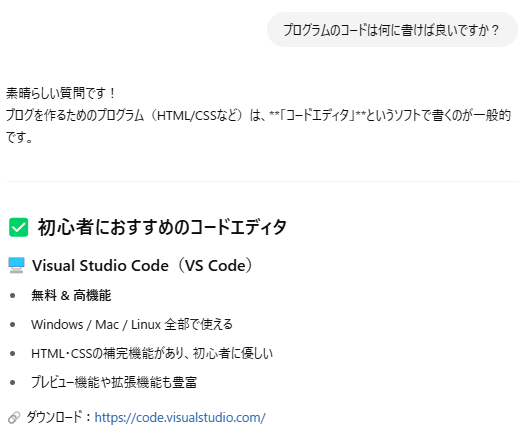 プログラムのコードは何に書けば良いですか？
素晴らしい質問です！
ブログを作るためのプログラム（HTML/CSSなど）は、**「コードエディタ」**というソフトで書くのが一般的
です。
✅ 初心者におすすめのコードエディタ
💻 Visual Studio Code（VS Code）
• 無料 & 高機能
• Windows / Mac / Linux 全部で使える
• HTML・CSSの補完機能があり、初心者に優しい
• プレビュー機能や拡張機能も豊富
🔗 ダウンロード：https://code.visualstudio.com/